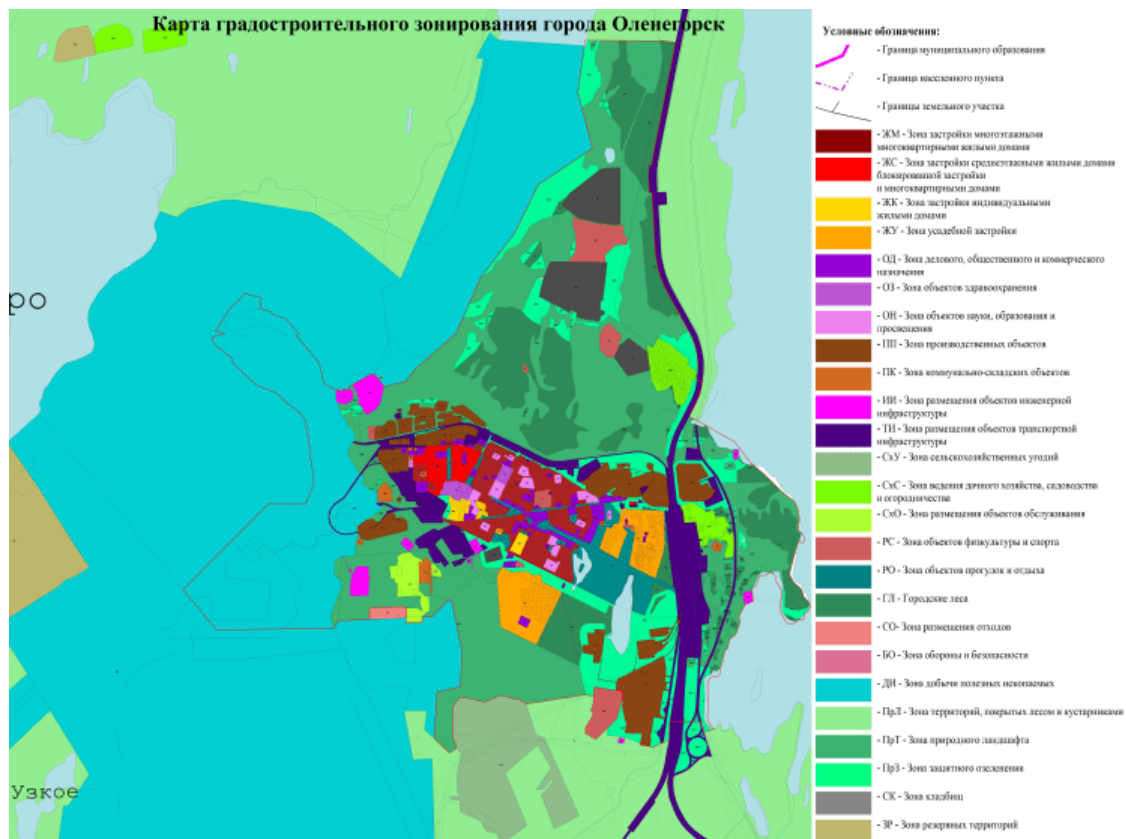 Карта градостроительного зонирования города Оленегорск
ро
Узкое
Условные обозначения:
- Граница муниципального образования
- Граница населенного пункта
- Границы земельного участка
- ЖМ - Зона застройки многоэтажными
многоквартирными жилыми домами
- ЖС - Зона застройки среднеэтажными жилыми домами
блокированной застройки
и многоквартирными домами
- ЖК - Зона застройки индивидуальными
жилыми домами
- ЖУ - Зона усадебной застройки
- ОД - Зона делового, общественного и коммерческого
назначения
- ОЗ - Зона объектов здравоохранения
- ОН - Зона объектов науки, образования и
просвещения
- ПП - Зона производственных объектов
- ПК - Зона коммунально-складских объектов
- ИИ - Зона размещения объектов инженерной
инфраструктуры
- ТИ - Зона размещения объектов транспортной
инфраструктуры
- СхУ - Зона сельскохозяйственных угодий
- СхС - Зона ведения дачного хозяйства, садоводства
и огородничества
- СхО - Зона размещения объектов обслуживания
- РС - Зона объектов физкультуры и спорта
- РО - Зона объектов прогулок и отдыха
- ГЛ - Городские леса
- СО- Зона размещения отходов
- БО - Зона обороны и безопасности
- ДИ - Зона добычи полезных ископаемых
- ПрЛ - Зона территорий, покрытых лесом и кустарниками
- ПрТ - Зона природного ландшафта
- ПрЗ - Зона защитного озеленения
- СК - Зона кладбищ
- ЗР - Зона резервных территорий